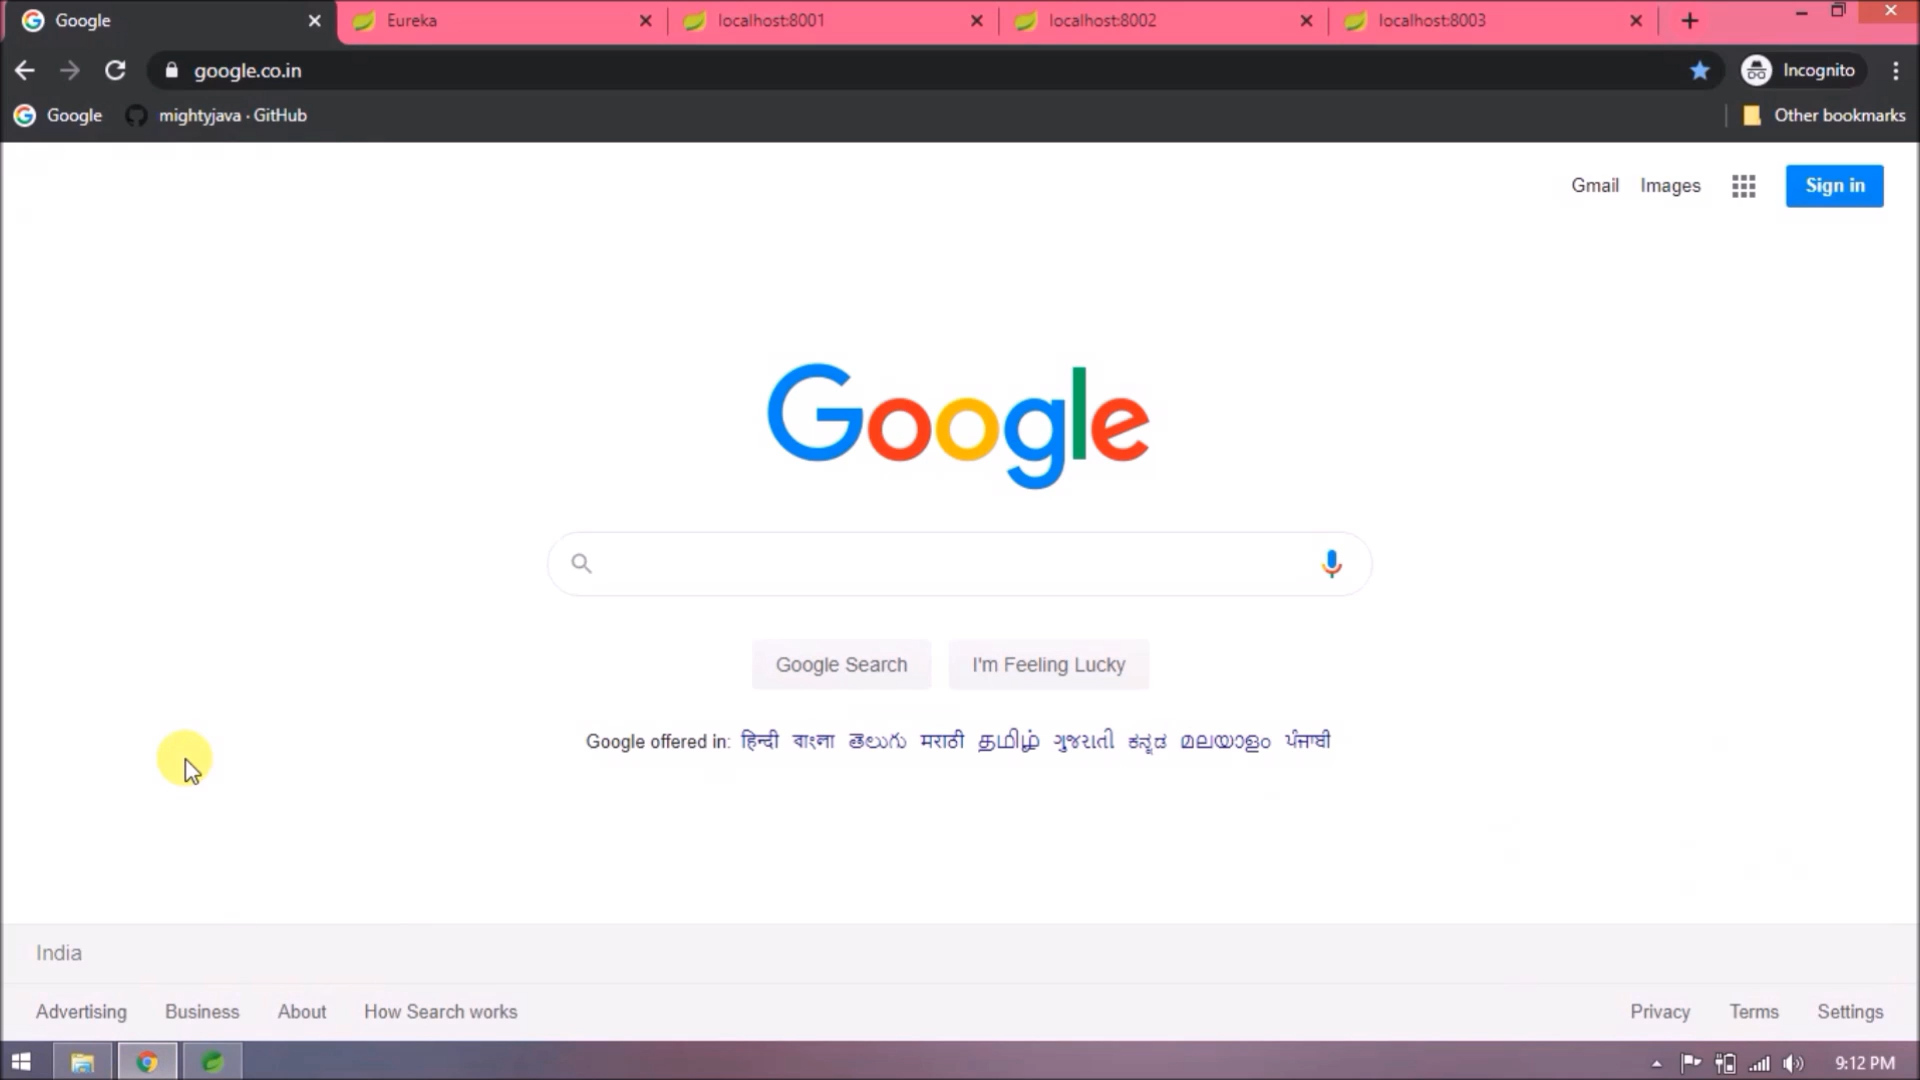 Google
Eureka
localhost:8001
localhost:8002
localhost:8003
google.co.in
Incognito
Google
mightyjava · GitHub
Other bookmarks
Gmail
Images
Sign in
Google
Google Search
I'm Feeling Lucky
Google offered in: हिन्दी বাংলা తెలుగు मराठी தமிழ் ગુજરાતી ಕನ್ನಡ മലയാളം ਪੰਜਾਬੀ
India
Advertising
Business
About
How Search works
Privacy
Terms
Settings
9:12 PM